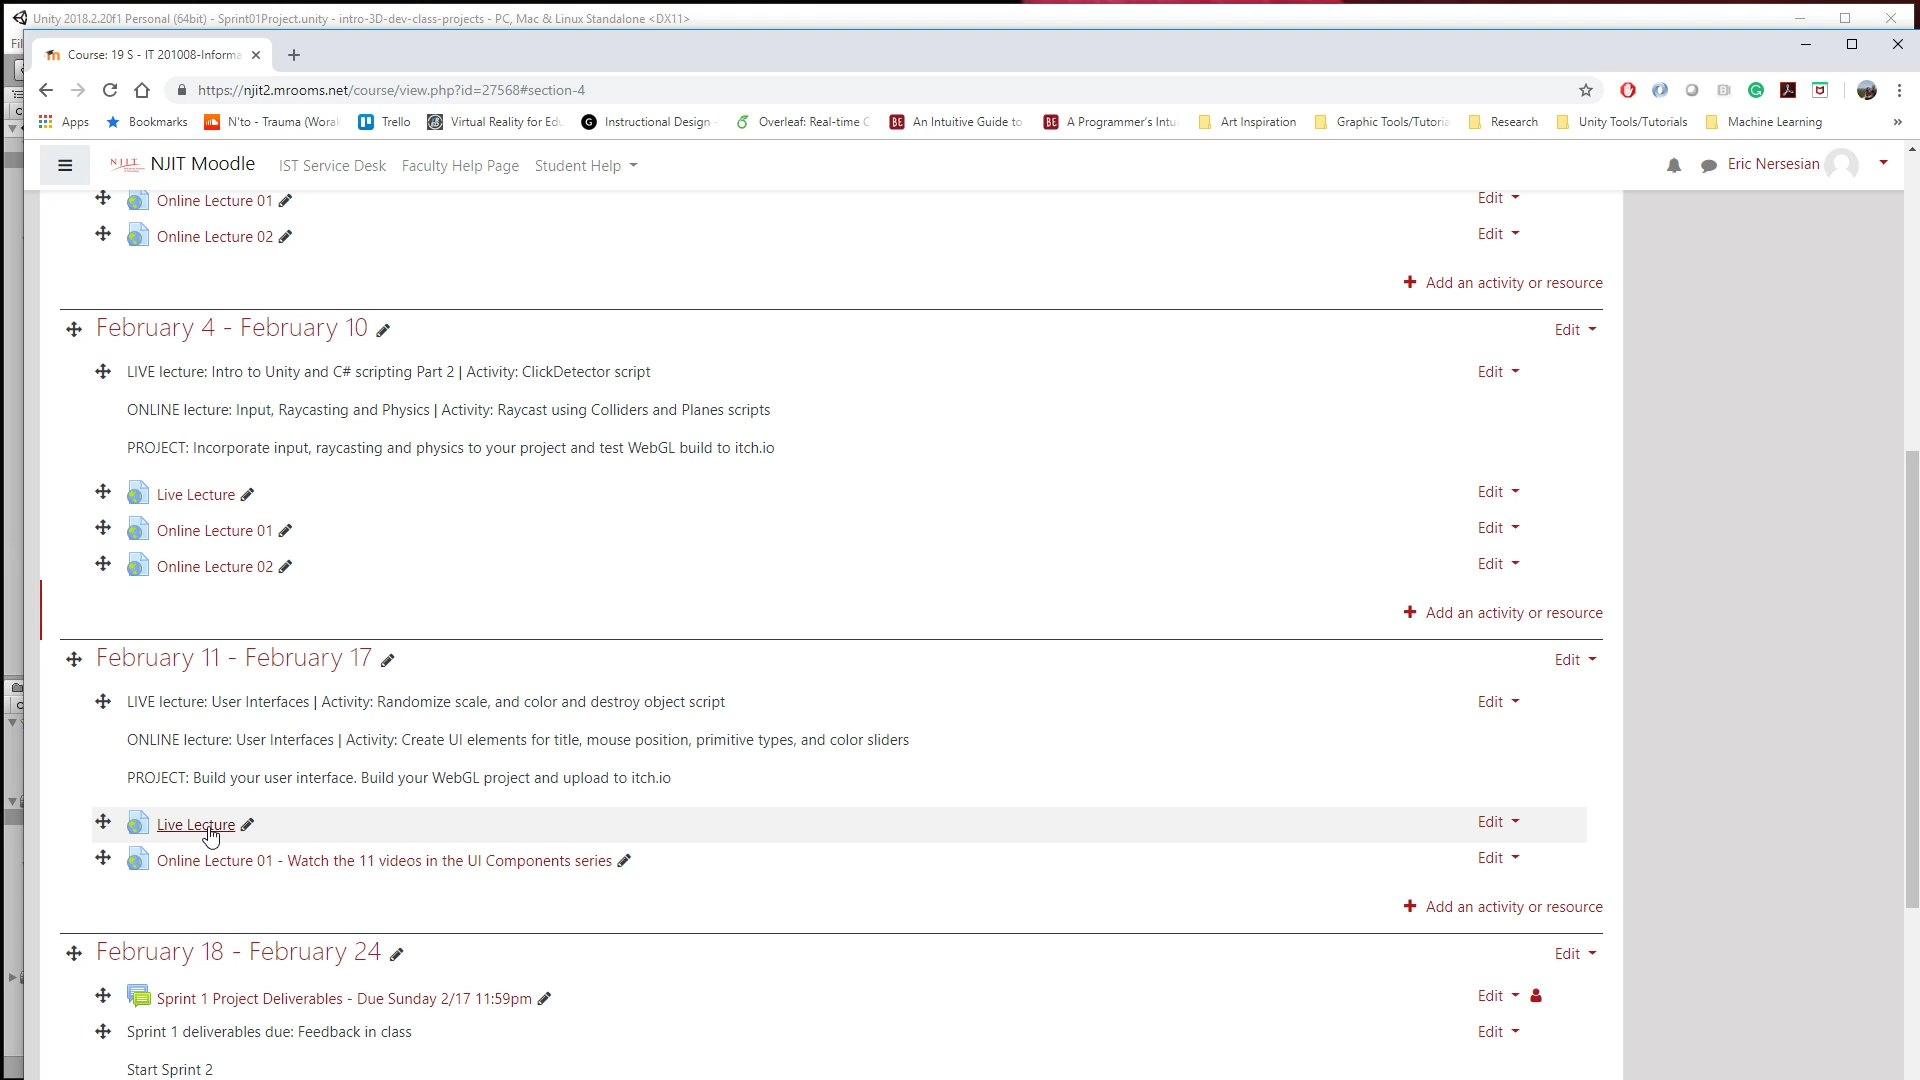 Unity 2018.2.20f1 Personal (64bit) - Sprint01Project.unity - intro-3D-dev-class-projects - PC, Mac & Linux Standalone <DX11>
Fil
Course: 19 S - IT 201008-Informa
https://njit2.mrooms.net/course/view.php?id=27568#section-4
Apps Bookmarks N'to - Trauma (Worak Trello Virtual Reality for Edu Instructional Design - Overleaf: Real-time C An Intuitive Guide to A Programmer's Intu Art Inspiration Graphic Tools/Tutoria Research Unity Tools/Tutorials Machine Learning »
NJIT NJIT Moodle IST Service Desk Faculty Help Page Student Help Eric Nersesian
Online Lecture 01 Edit
Online Lecture 02 Edit
Add an activity or resource
February 4 - February 10 Edit
LIVE lecture: Intro to Unity and C# scripting Part 2 | Activity: ClickDetector script Edit
ONLINE lecture: Input, Raycasting and Physics | Activity: Raycast using Colliders and Planes scripts
PROJECT: Incorporate input, raycasting and physics to your project and test WebGL build to itch.io
Live Lecture Edit
Online Lecture 01 Edit
Online Lecture 02 Edit
Add an activity or resource
February 11 - February 17 Edit
LIVE lecture: User Interfaces | Activity: Randomize scale, and color and destroy object script Edit
ONLINE lecture: User Interfaces | Activity: Create UI elements for title, mouse position, primitive types, and color sliders
PROJECT: Build your user interface. Build your WebGL project and upload to itch.io
Live Lecture Edit
Online Lecture 01 - Watch the 11 videos in the UI Components series Edit
Add an activity or resource
February 18 - February 24 Edit
Sprint 1 Project Deliverables - Due Sunday 2/17 11:59pm Edit
Sprint 1 deliverables due: Feedback in class Edit
Start Sprint 2